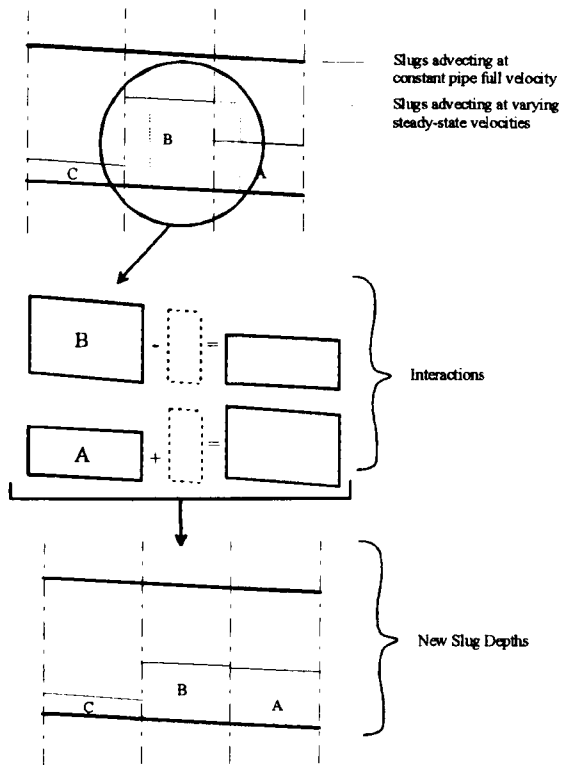 Slugs advecting at
constant pipe full velocity
Slugs advecting at varying
steady-state velocities
B
C
A
B
-
=
Interactions
A
+
=
New Slug Depths
B
C
A